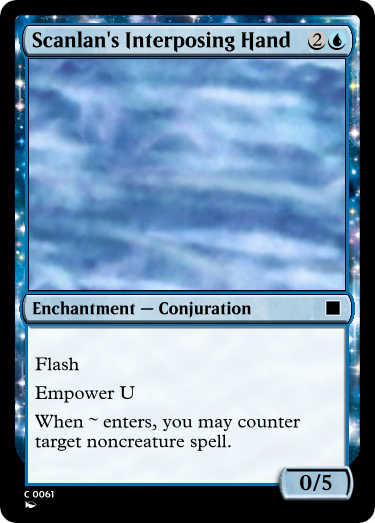 Scanlan's Interposing Hand 2
Enchantment — Conjuration
Flash
Empower U
When ~ enters, you may counter
target noncreature spell.
0/5
C 0061